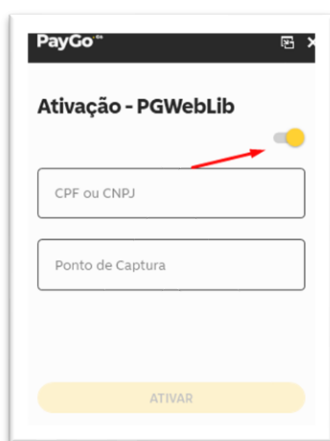 PayGo
Ativação - PGWebLib
CPF ou CNPJ
Ponto de Captura
ATIVAR